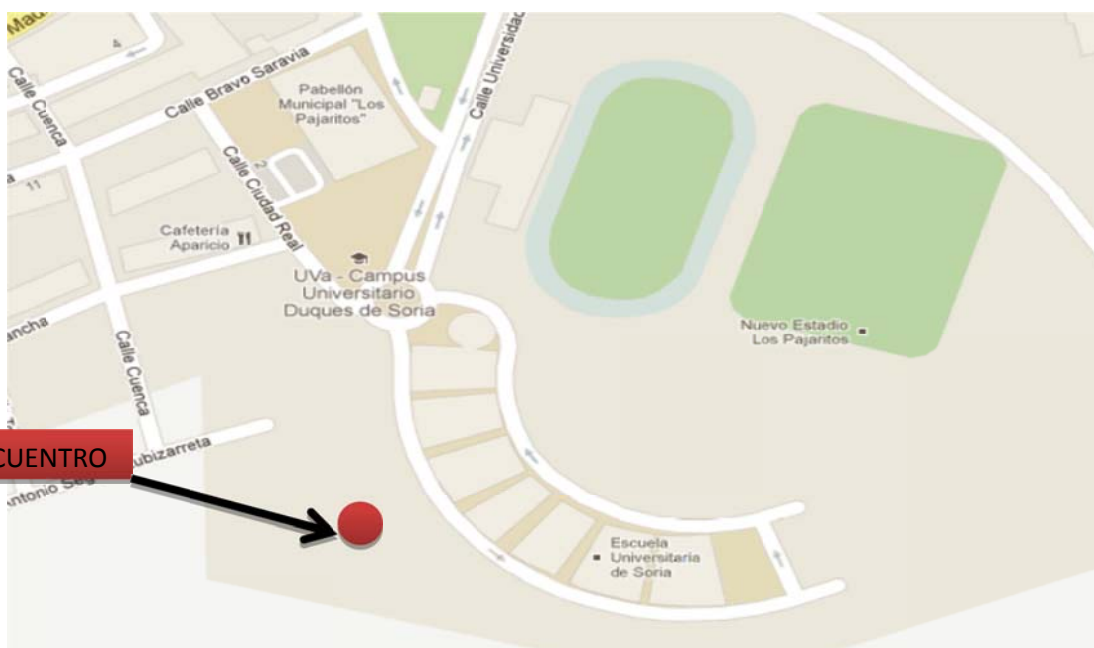 4
Calle Cuenca
Calle Bravo Saravia
Pabellón
Municipal "Los
Pajaritos"
Calle Universidad
11
2
Calle Ciudad Real
Cafetería
Aparicio
UVa - Campus
Universitario
Duques de Soria
Nuevo Estadio
Los Pajaritos
ancha
Calle Cuenca
CUENTRO
ubizarreta
Antonio Seg
Escuela
Universitaria
de Soria